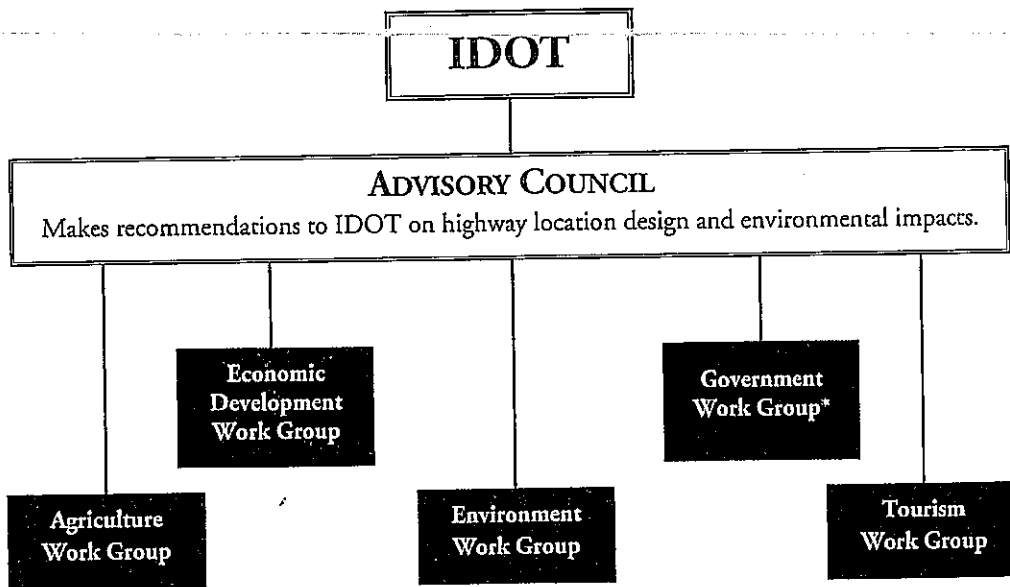 IDOT
ADVISORY COUNCIL
Makes recommendations to IDOT on highway location design and environmental impacts.
Economic
Development
Work Group
Government
Work Group*
Agriculture
Work Group
Environment
Work Group
Tourism
Work Group